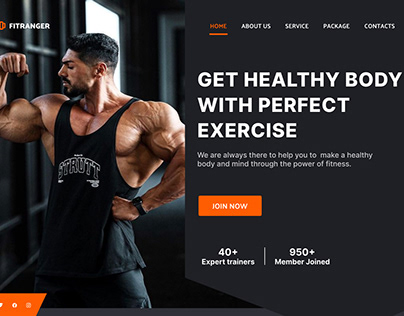 FITRANGER
HOME ABOUT US SERVICE PACKAGE CONTACTS
GET HEALTHY BODY
WITH PERFECT
EXERCISE
We are always there to help you to make a healthy
body and mind through the power of fitness.
JOIN NOW
40+ 950+
Expert trainers Member Joined
STRUTT